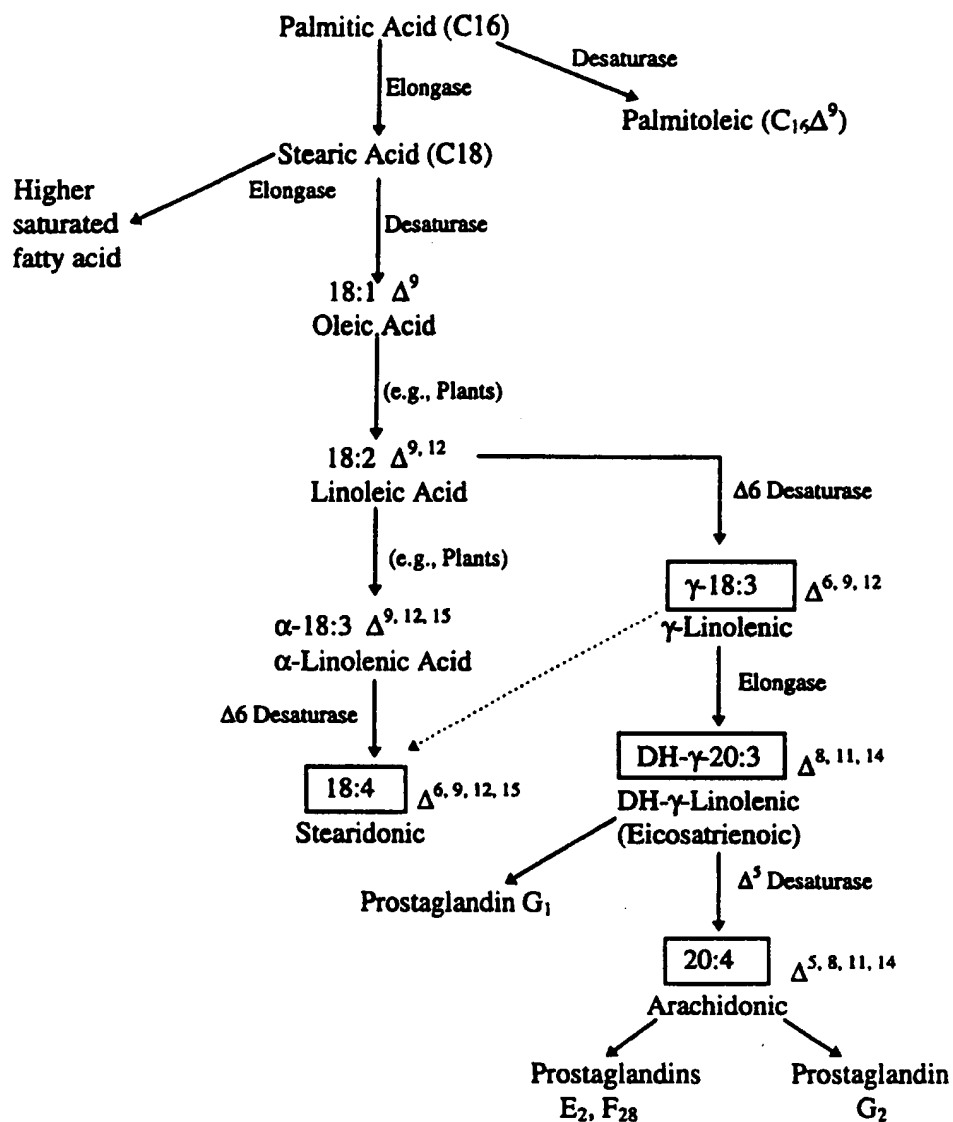 Palmitic Acid (C16)
Desaturase
Elongase
Palmitoleic (C₁₆Δ⁹)
Stearic Acid (C18)
Elongase
Higher
saturated
fatty acid
Desaturase
18:1 Δ⁹
Oleic Acid
(e.g., Plants)
18:2 Δ⁹, ¹²
Linoleic Acid
Δ6 Desaturase
(e.g., Plants)
γ-18:3 Δ⁶, ⁹, ¹²
γ-Linolenic
α-18:3 Δ⁹, ¹², ¹⁵
α-Linolenic Acid
Elongase
Δ6 Desaturase
DH-γ-20:3 Δ⁸, ¹¹, ¹⁴
DH-γ-Linolenic
(Eicosatrienoic)
18:4 Δ⁶, ⁹, ¹², ¹⁵
Stearidonic
Δ⁵ Desaturase
Prostaglandin G₁
20:4 Δ⁵, ⁸, ¹¹, ¹⁴
Arachidonic
Prostaglandins
E₂, F₂₈
Prostaglandin
G₂